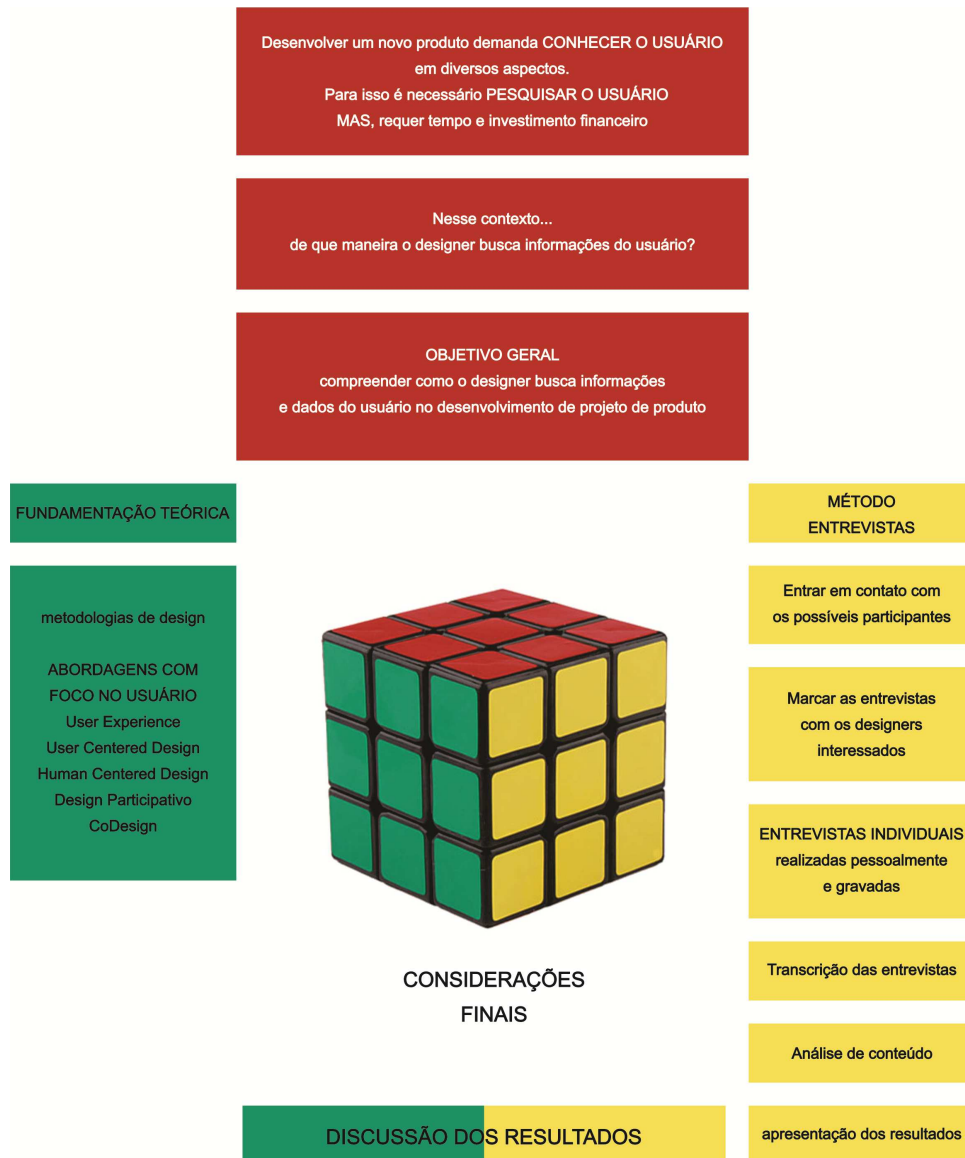 Desenvolver um novo produto demanda CONHECER O USUÁRIO
em diversos aspectos.
Para isso é necessário PESQUISAR O USUÁRIO
MAS, requer tempo e investimento financeiro
Nesse contexto...
de que maneira o designer busca informações do usuário?
OBJETIVO GERAL
compreender como o designer busca informações
e dados do usuário no desenvolvimento de projeto de produto
FUNDAMENTAÇÃO TEÓRICA
metodologias de design
ABORDAGENS COM
FOCO NO USUÁRIO
User Experience
User Centered Design
Human Centered Design
Design Participativo
CoDesign
MÉTODO
ENTREVISTAS
Entrar em contato com
os possíveis participantes
Marcar as entrevistas
com os designers
interessados
ENTREVISTAS INDIVIDUAIS
realizadas pessoalmente
e gravadas
Transcrição das entrevistas
Análise de conteúdo
apresentação dos resultados
CONSIDERAÇÕES
FINAIS
DISCUSSÃO DOS RESULTADOS